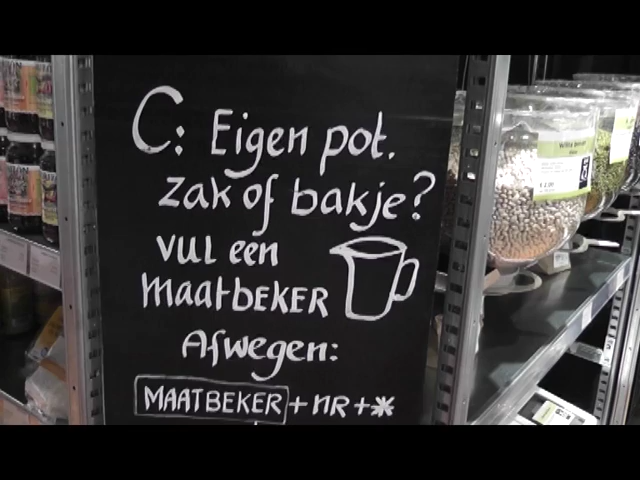 C: Eigen pot.
zak of bakje?
vul een
maatbeker
Afwegen:
MAATBEKER + nR + *